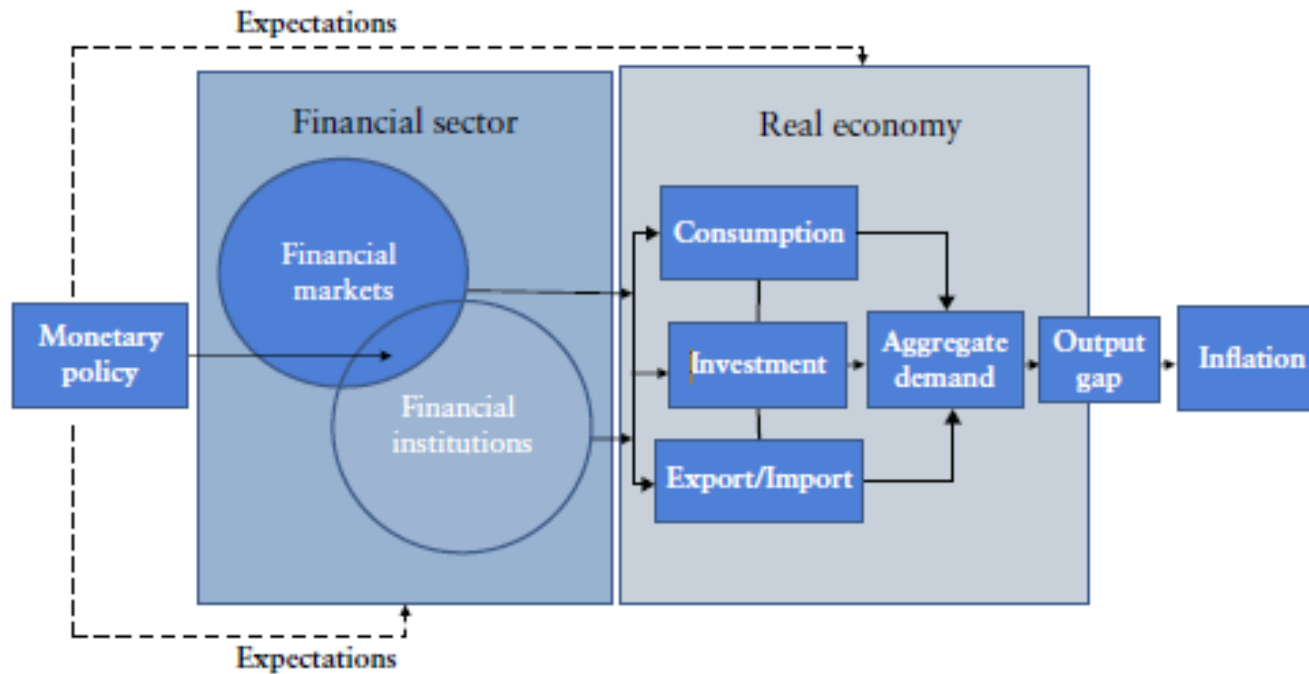 Expectations
Financial sector
Real economy
Financial
markets
Consumption
Monetary
policy
Investment
Aggregate
demand
Output
gap
Inflation
Financial
institutions
Export/Import
Expectations